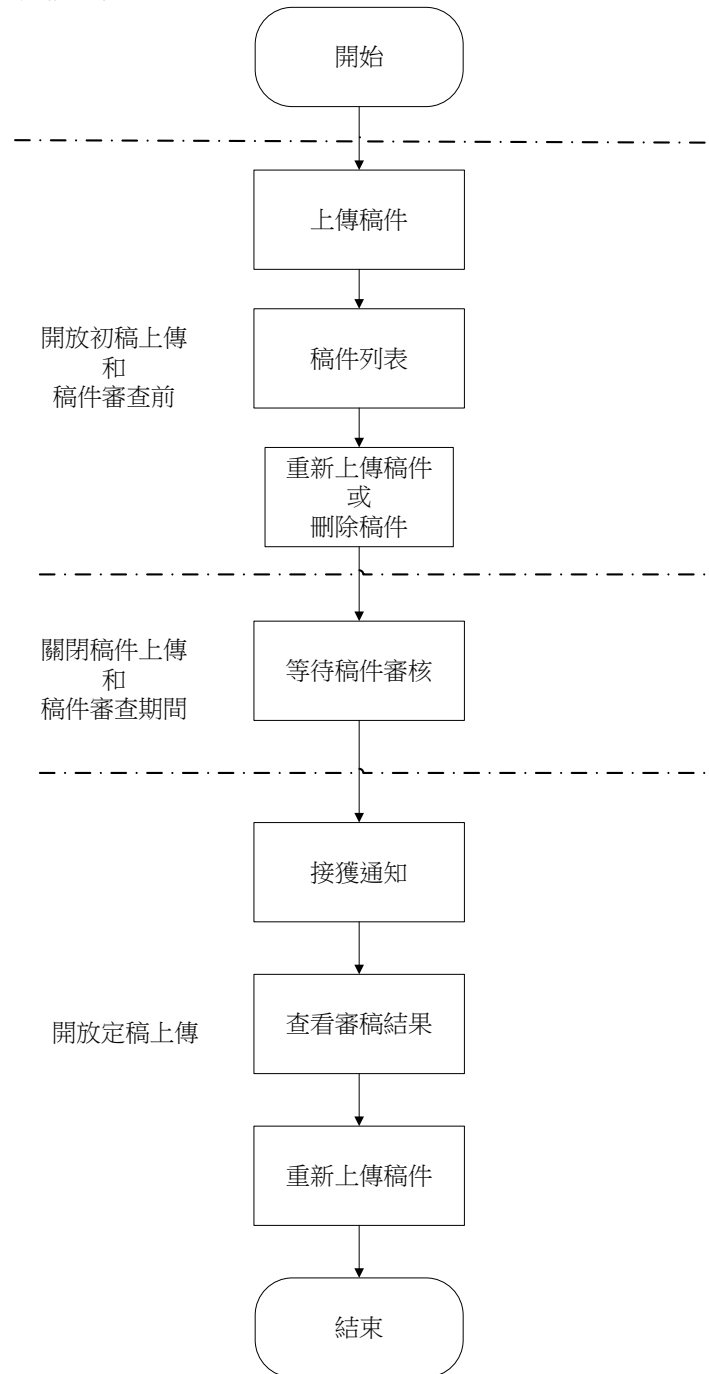 開始
上傳稿件
開放初稿上傳
和
稿件審查前
稿件列表
重新上傳稿件
或
刪除稿件
關閉稿件上傳
和
稿件審查期間
等待稿件審核
接獲通知
開放定稿上傳
查看審稿結果
重新上傳稿件
結束